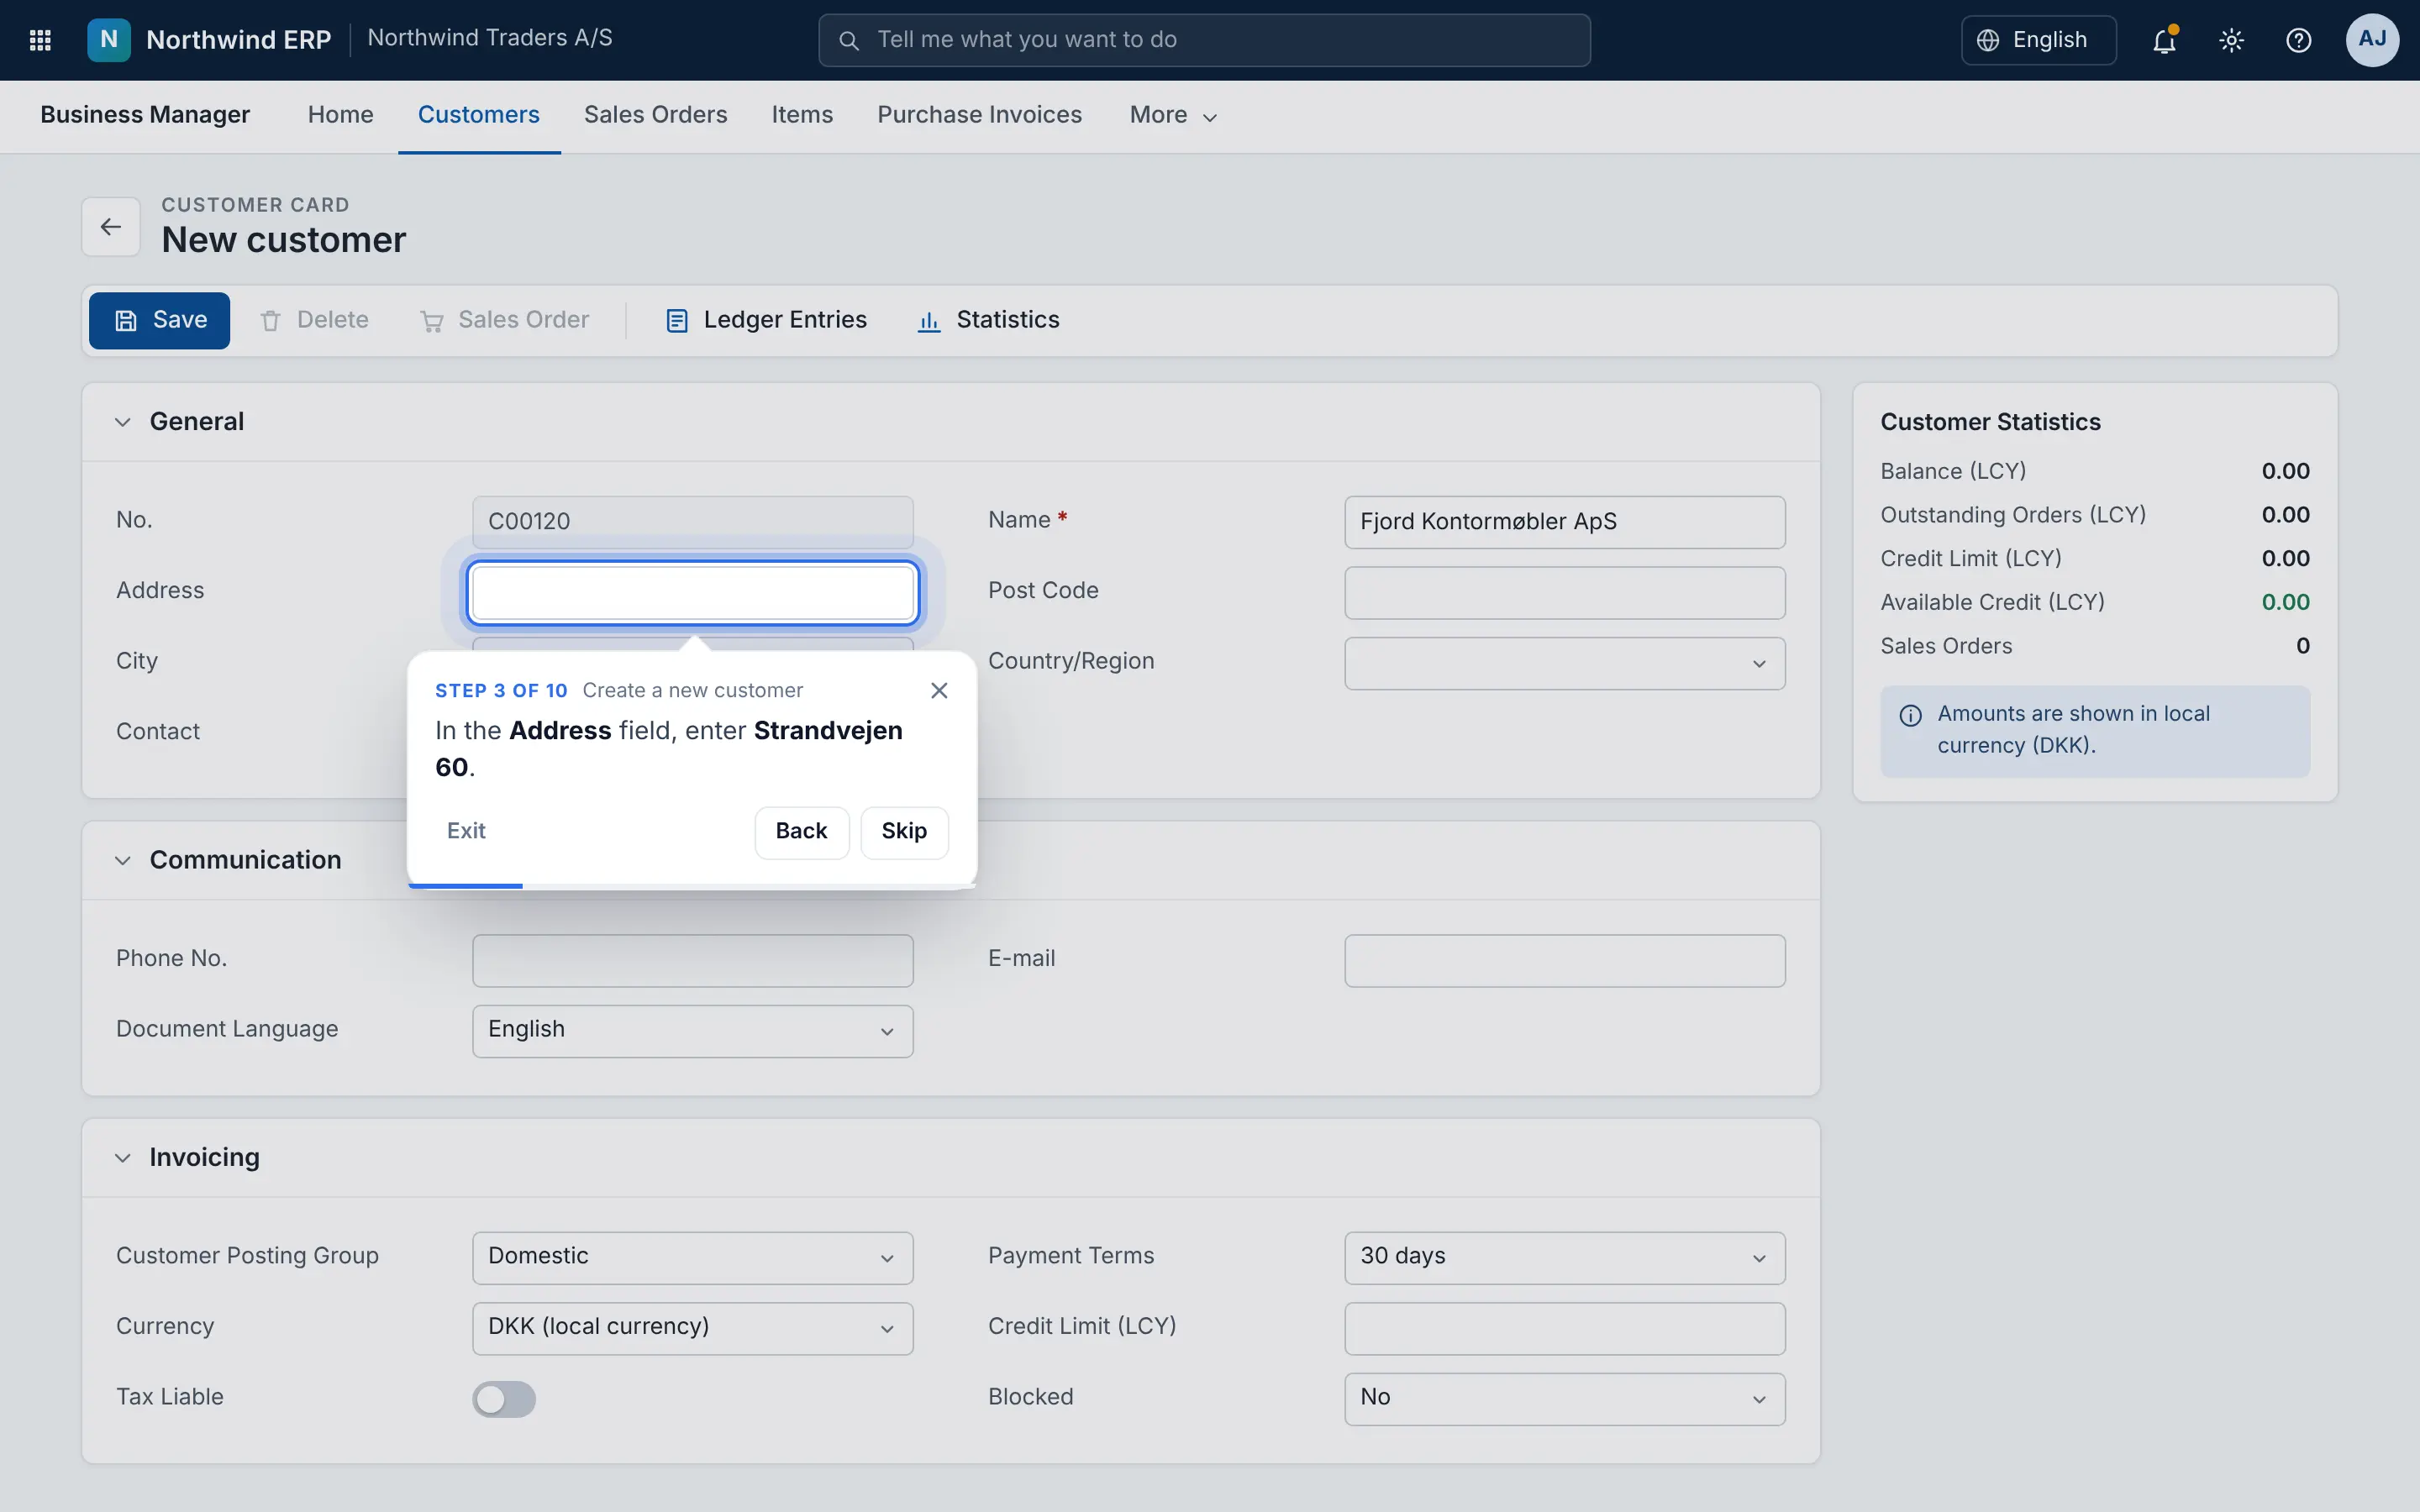 N Northwind ERP Northwind Traders A/S Tell me what you want to do English AJ
Business Manager Home Customers Sales Orders Items Purchase Invoices More
CUSTOMER CARD
New customer
Save Delete Sales Order Ledger Entries Statistics
General
No. C00120 Name * Fjord Kontormøbler ApS
Address Post Code
City Country/Region
Contact
STEP 3 OF 10 Create a new customer
In the Address field, enter Strandvejen
60.
Exit Back Skip
Communication
Phone No. E-mail
Document Language English
Invoicing
Customer Posting Group Domestic Payment Terms 30 days
Currency DKK (local currency) Credit Limit (LCY)
Tax Liable Blocked No
Customer Statistics
Balance (LCY) 0.00
Outstanding Orders (LCY) 0.00
Credit Limit (LCY) 0.00
Available Credit (LCY) 0.00
Sales Orders 0
Amounts are shown in local
currency (DKK).